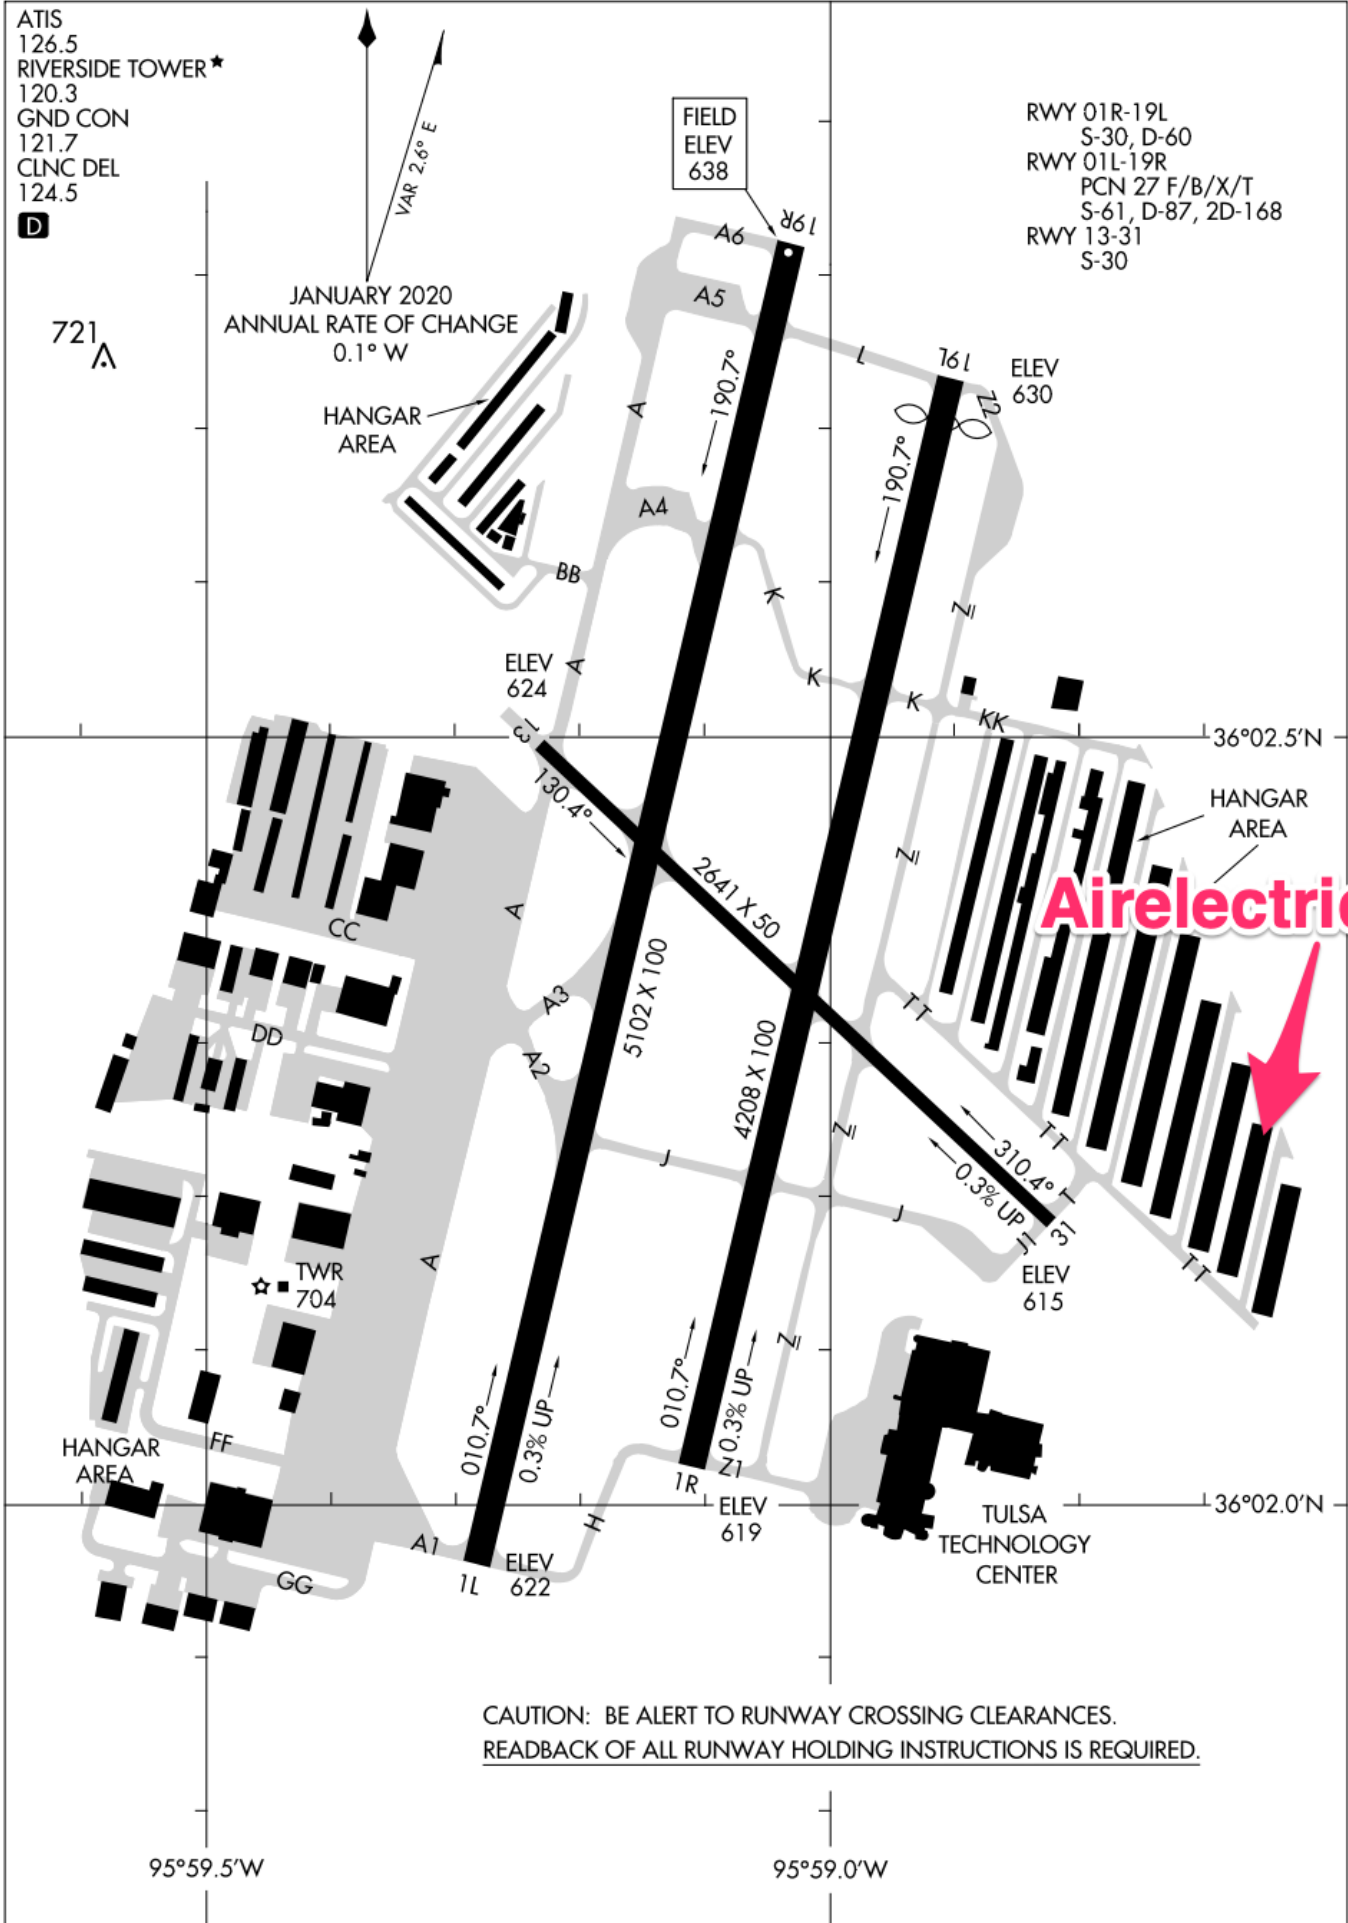 ATIS
126.5
RIVERSIDE TOWER★
120.3
GND CON
121.7
CLNC DEL
124.5
D
VAR 2.6° E
JANUARY 2020
ANNUAL RATE OF CHANGE
0.1° W
721
FIELD
ELEV
638
RWY 01R-19L
S-30, D-60
RWY 01L-19R
PCN 27 F/B/X/T
S-61, D-87, 2D-168
RWY 13-31
S-30
A6
19R
A5
L
19L
ELEV
630
Z2
190.7°
190.7°
HANGAR
AREA
A
A4
BB
K
Z
A
ELEV
624
K
K
KK
13
36°02.5'N
130.4°
HANGAR
AREA
2641 X 50
Z
Airelectric
A
CC
5102 X 100
A3
TT
DD
A2
4208 X 100
Z
TT
J
310.4°
0.3% UP
J
J1
31
T
ELEV
615
TT
A
TWR
704
Z
010.7°
0.3% UP
010.7°
0.3% UP
HANGAR
AREA
FF
1R
Z1
ELEV
619
36°02.0'N
H
TULSA
TECHNOLOGY
CENTER
A1
1L
ELEV
622
GG
CAUTION: BE ALERT TO RUNWAY CROSSING CLEARANCES.
READBACK OF ALL RUNWAY HOLDING INSTRUCTIONS IS REQUIRED.
95°59.5'W
95°59.0'W